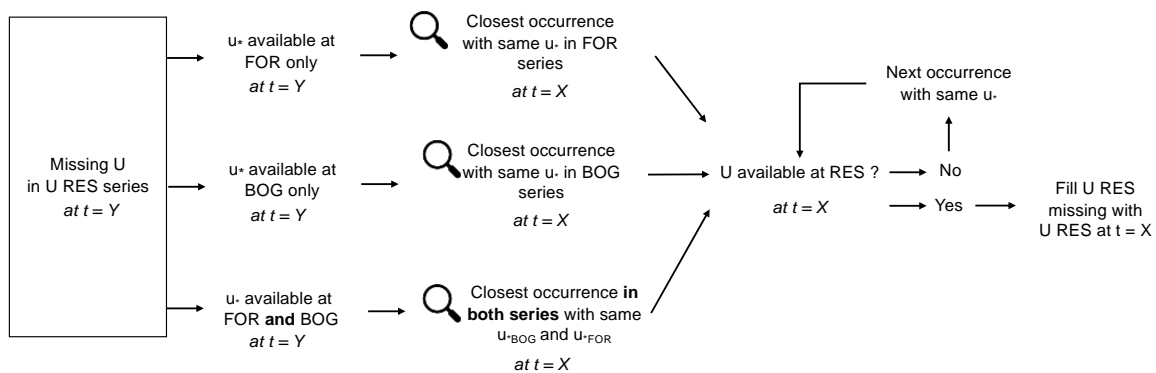 Missing U
in U RES series
at t = Y
u* available at
FOR only
at t = Y
Closest occurrence
with same u* in FOR
series
at t = X
u* available at
BOG only
at t = Y
Closest occurrence
with same u* in BOG
series
at t = X
u* available at
FOR and BOG
at t = Y
Closest occurrence in
both series with same
u*BOG and u*FOR
at t = X
U available at RES ?
at t = X
Next occurrence
with same u*
No
Yes
Fill U RES
missing with
U RES at t = X